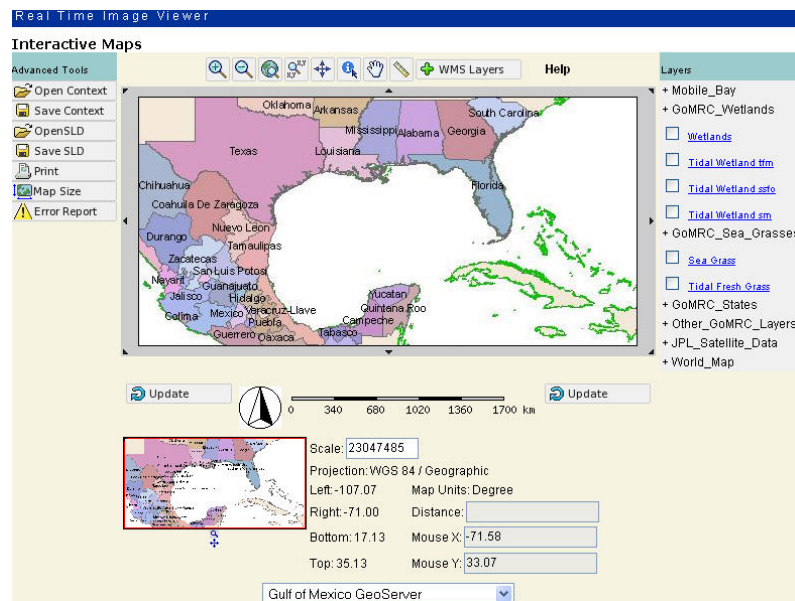 Real Time Image Viewer
Interactive Maps
Advanced Tools
Open Context
Save Context
OpenSLD
Save SLD
Print
Map Size
Error Report
WMS Layers
Help
Oklahoma
Arkansas
South Carolina
Mississippi
Alabama
Georgia
Texas
Louisiana
Chihuahua
Florida
Coahuila De Zaragoza
Nuevo Leon
Durango
Tamaulipas
Zacatecas
San Luis Potosi
Nayarit
Guanajuato
Yucatan
Jalisco
Hidalgo
Quintana Roo
Colima
Mexico
Veracruz-Llave
Puebla
Campeche
Guerrero
Oaxaca
Tabasco
Layers
+ Mobile_Bay
+ GoMRC_Wetlands
Wetlands
Tidal Wetland tfm
Tidal Wetland ssfo
Tidal Wetland sm
+ GoMRC_Sea_Grasses
Sea Grass
Tidal Fresh Grass
+ GoMRC_States
+ Other_GoMRC_Layers
+ JPL_Satellite_Data
+ World_Map
Update
0 340 680 1020 1360 1700 km
Update
Scale: 23047485
Projection: WGS 84 / Geographic
Left:-107.07 Map Units: Degree
Right:-71.00 Distance:
Bottom: 17.13 Mouse X: -71.58
Top: 35.13 Mouse Y: 33.07
Gulf of Mexico GeoServer